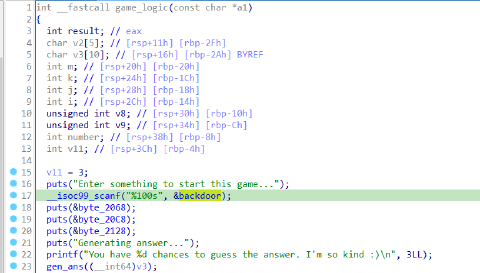 1 int __fastcall game_logic(const char *a1)
2 {
3 int result; // eax
4 char v2[5]; // [rsp+11h] [rbp-2Fh]
5 char v3[10]; // [rsp+16h] [rbp-2Ah] BYREF
6 int m; // [rsp+20h] [rbp-20h]
7 int k; // [rsp+24h] [rbp-1Ch]
8 int j; // [rsp+28h] [rbp-18h]
9 int i; // [rsp+2Ch] [rbp-14h]
10 unsigned int v8; // [rsp+30h] [rbp-10h]
11 unsigned int v9; // [rsp+34h] [rbp-Ch]
12 int number; // [rsp+38h] [rbp-8h]
13 int v11; // [rsp+3Ch] [rbp-4h]
14
15 v11 = 3;
16 puts("Enter something to start this game...");
17 __isoc99_scanf("%100s", &backdoor);
18 puts(&byte_2068);
19 puts(&byte_20C8);
20 puts(&byte_2128);
21 puts("Generating answer...");
22 printf("You have %d chances to guess the answer. I'm so kind :)\n", 3LL);
23 gen_ans((__int64)v3);